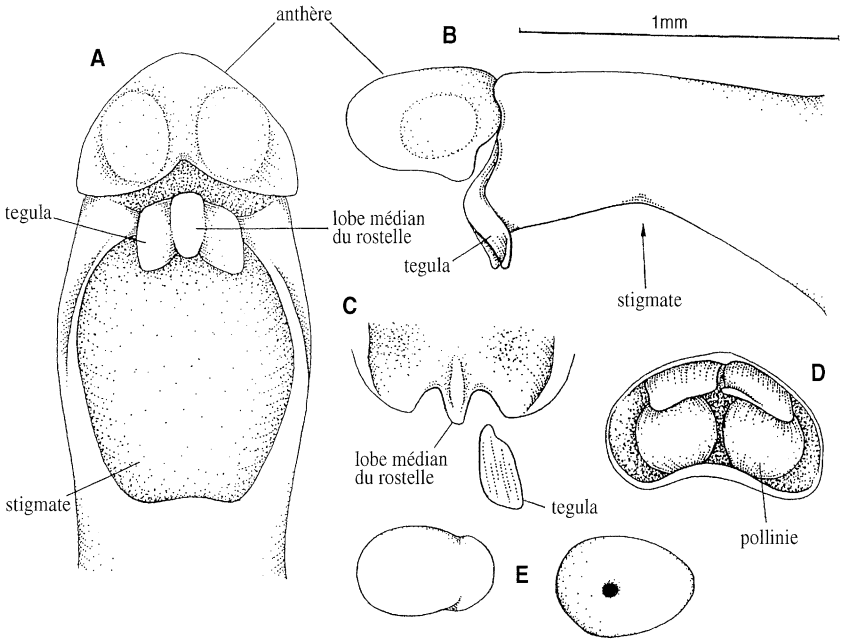 anthère
A
B
1mm
tegula
lobe médian
du rostelle
tegula
stigmate
C
D
lobe médian
du rostelle
stigmate
tegula
pollinie
E